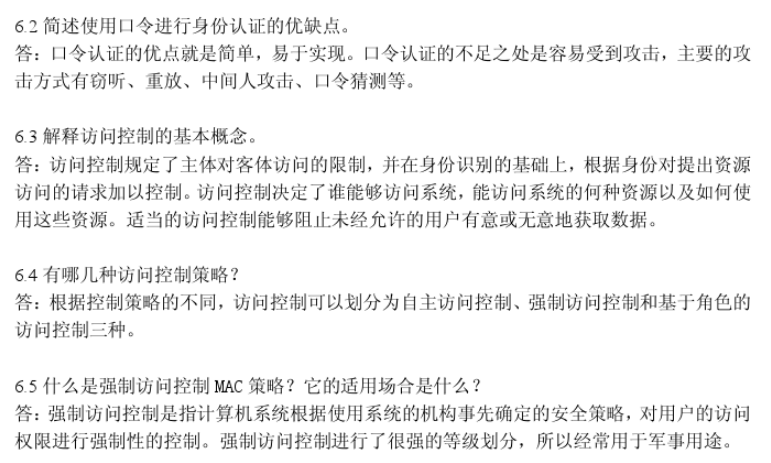 6.2 简述使用口令进行身份认证的优缺点。
答：口令认证的优点就是简单，易于实现。口令认证的不足之处是容易受到攻击，主要的攻
击方式有窃听、重放、中间人攻击、口令猜测等。
6.3 解释访问控制的基本概念。
答：访问控制规定了主体对客体访问的限制，并在身份识别的基础上，根据身份对提出资源
访问的请求加以控制。访问控制决定了谁能够访问系统，能访问系统的何种资源以及如何使
用这些资源。适当的访问控制能够阻止未经允许的用户有意或无意地获取数据。
6.4 有哪几种访问控制策略？
答：根据控制策略的不同，访问控制可以划分为自主访问控制、强制访问控制和基于角色的
访问控制三种。
6.5 什么是强制访问控制 MAC 策略？它的适用场合是什么？
答：强制访问控制是指计算机系统根据使用系统的机构事先确定的安全策略，对用户的访问
权限进行强制性的控制。强制访问控制进行了很强的等级划分，所以经常用于军事用途。